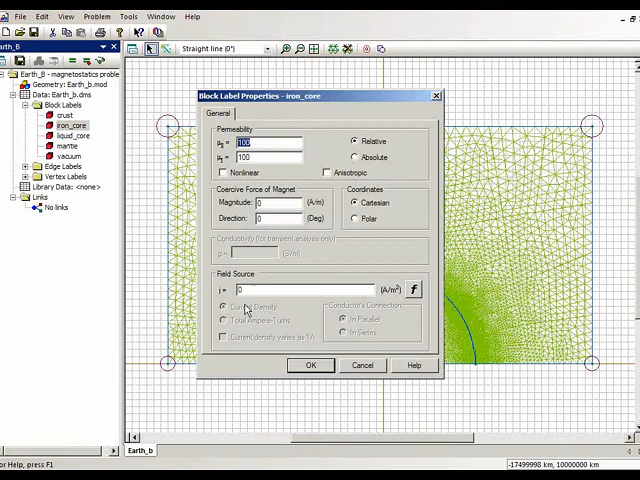 File Edit View Problem Tools Window Help
Straight line (0°)
arth_B
Earth_B - magnetostatics proble
Geometry: Earth_B.mod
Data: Earth_B.dms
Block Labels
crust
iron_core
liquid_core
mantle
vacuum
Edge Labels
Vertex Labels
Library Data: <none>
Links
No links
Block Label Properties - iron_core
General
Permeability
100
Relative
100
Absolute
Nonlinear
Anisotropic
Coercive Force of Magnet
Coordinates
Magnitude: 0 (A/m)
Cartesian
Direction: 0 (Deg)
Polar
Conductivity (for transient analysis only)
g = (S/m)
Field Source
j = 0 (A/m²) f
Current Density
Conductor's Connection
Total Ampere-Turns
In Parallel
In Series
Current density varies as 1/r
OK Cancel Help
Earth_b
or Help, press F1
-17499998 km, 10000000 km